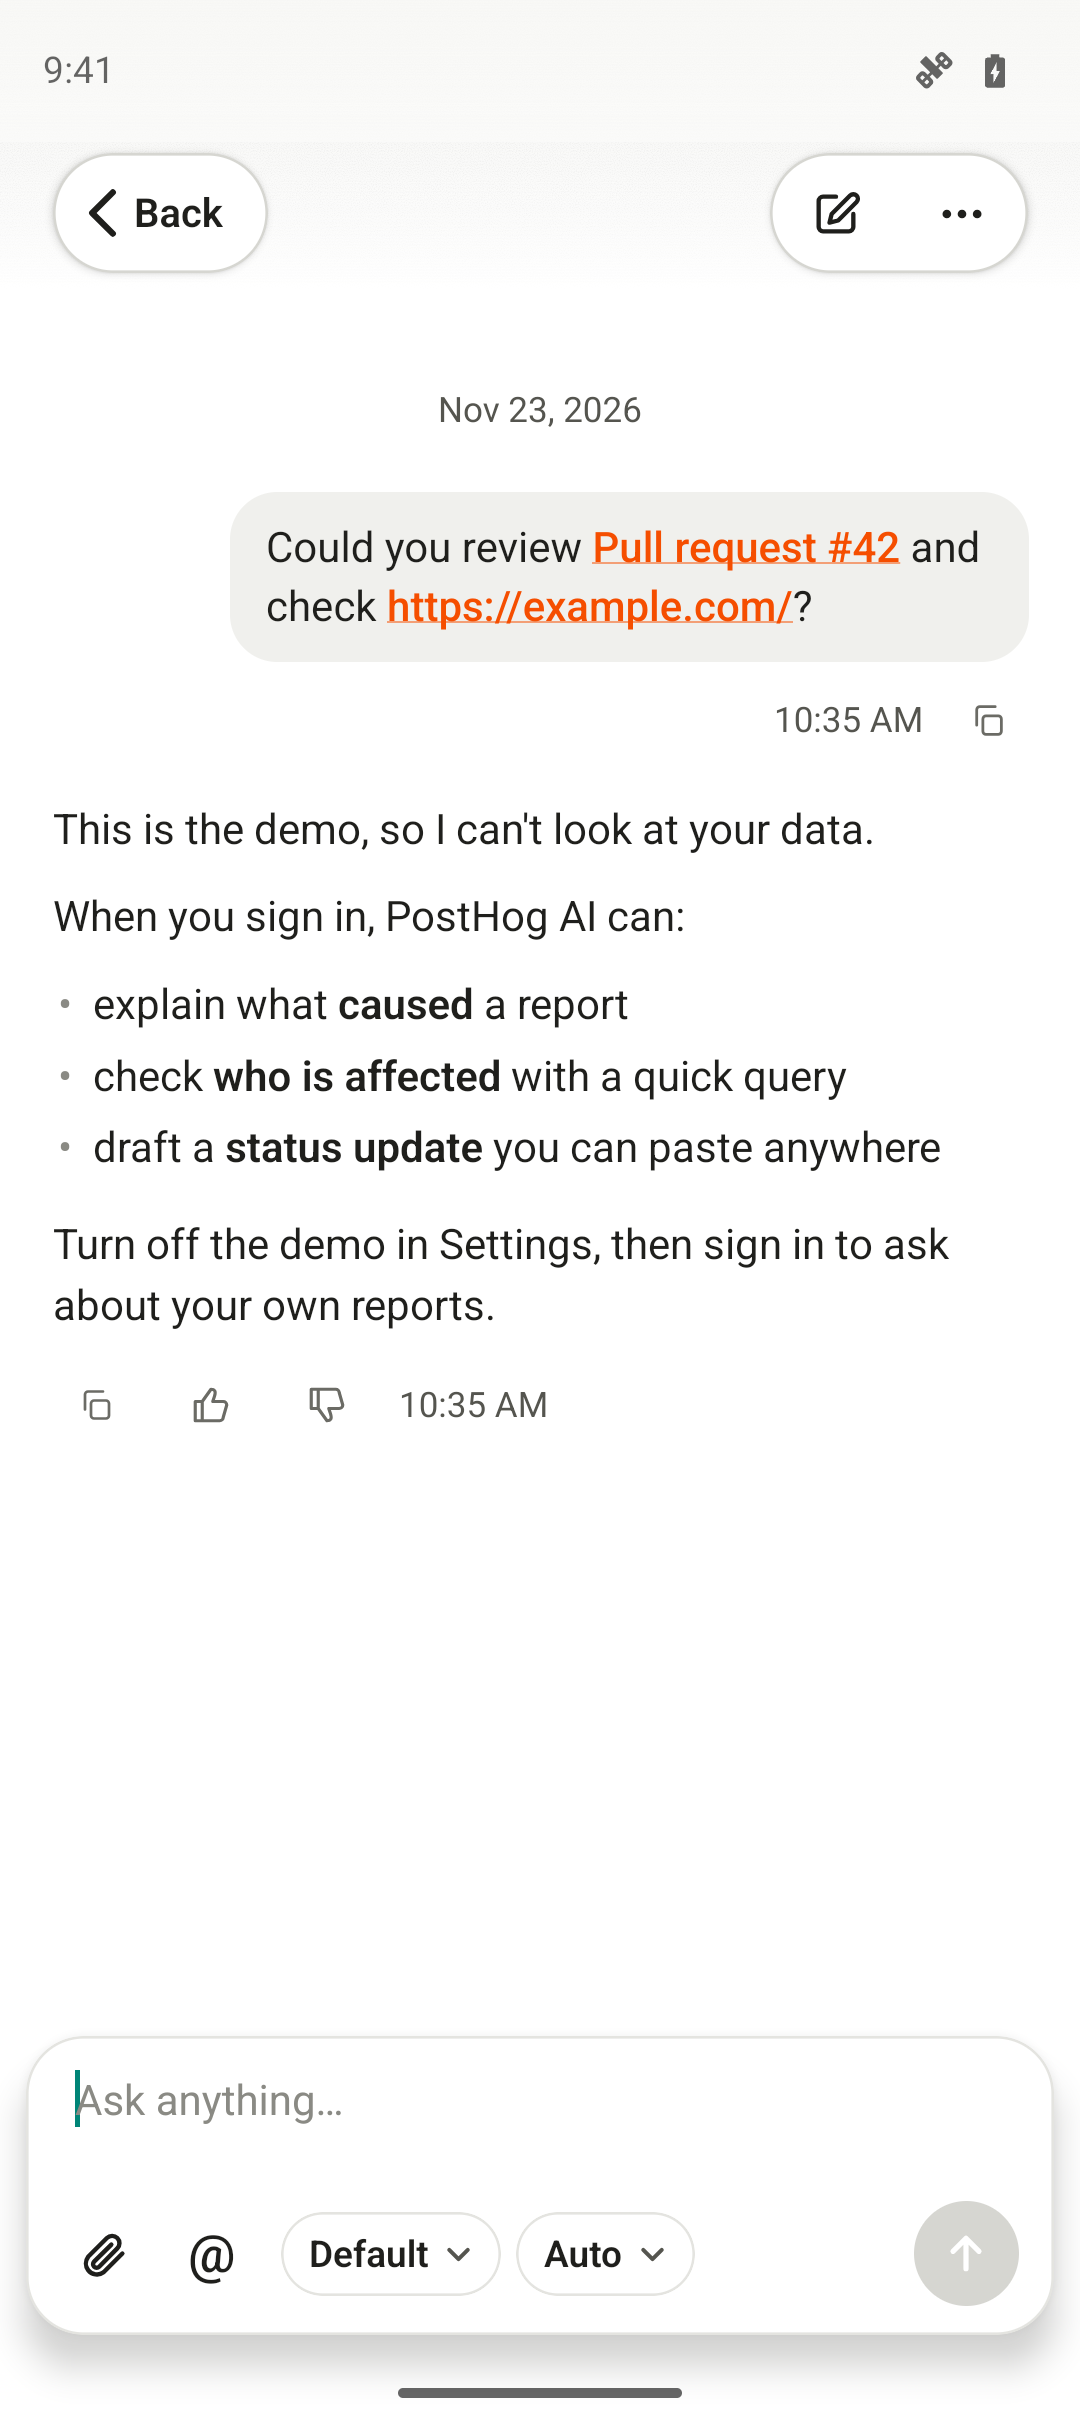 9:41
Back
Nov 23, 2026
Could you review Pull request #42 and
check https://example.com/?
10:35 AM
This is the demo, so I can't look at your data.
When you sign in, PostHog AI can:
• explain what caused a report
• check who is affected with a quick query
• draft a status update you can paste anywhere
Turn off the demo in Settings, then sign in to ask
about your own reports.
10:35 AM
Ask anything…
@ Default Auto